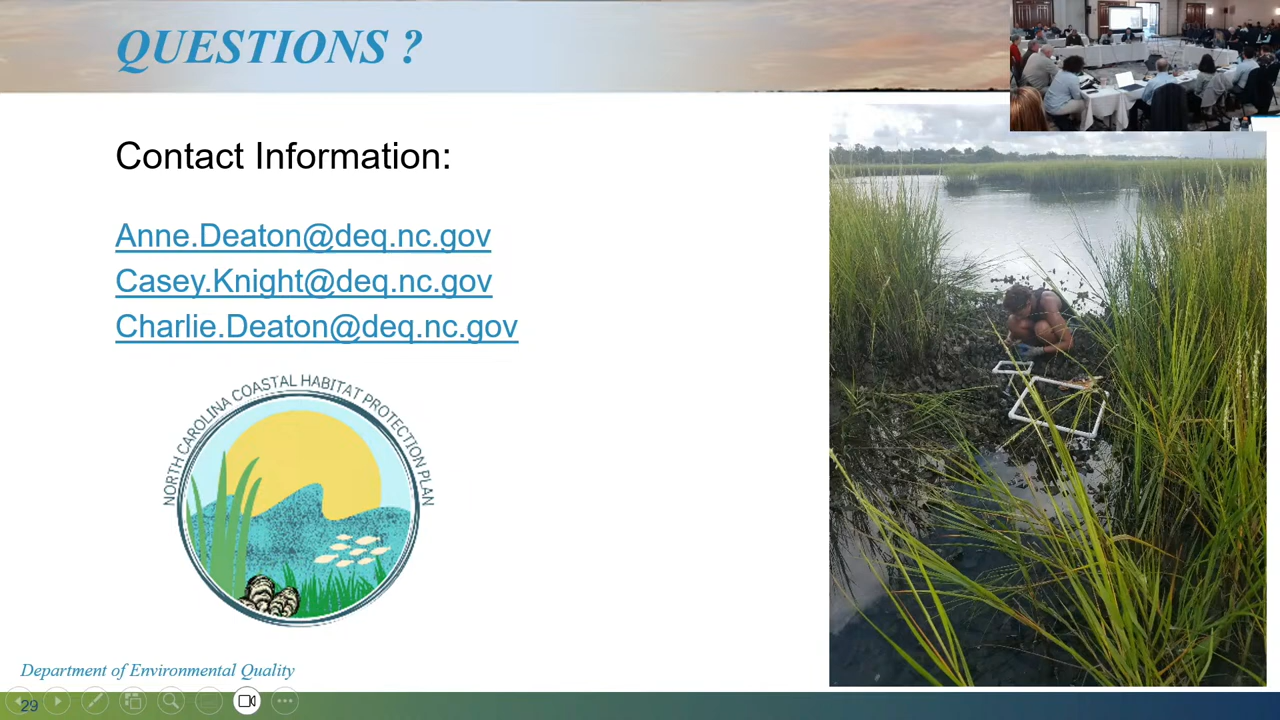 QUESTIONS ?
Contact Information:
Anne.Deaton@deq.nc.gov
Casey.Knight@deq.nc.gov
Charlie.Deaton@deq.nc.gov
NORTH CAROLINA COASTAL HABITAT PROTECTION PLAN
Department of Environmental Quality
29